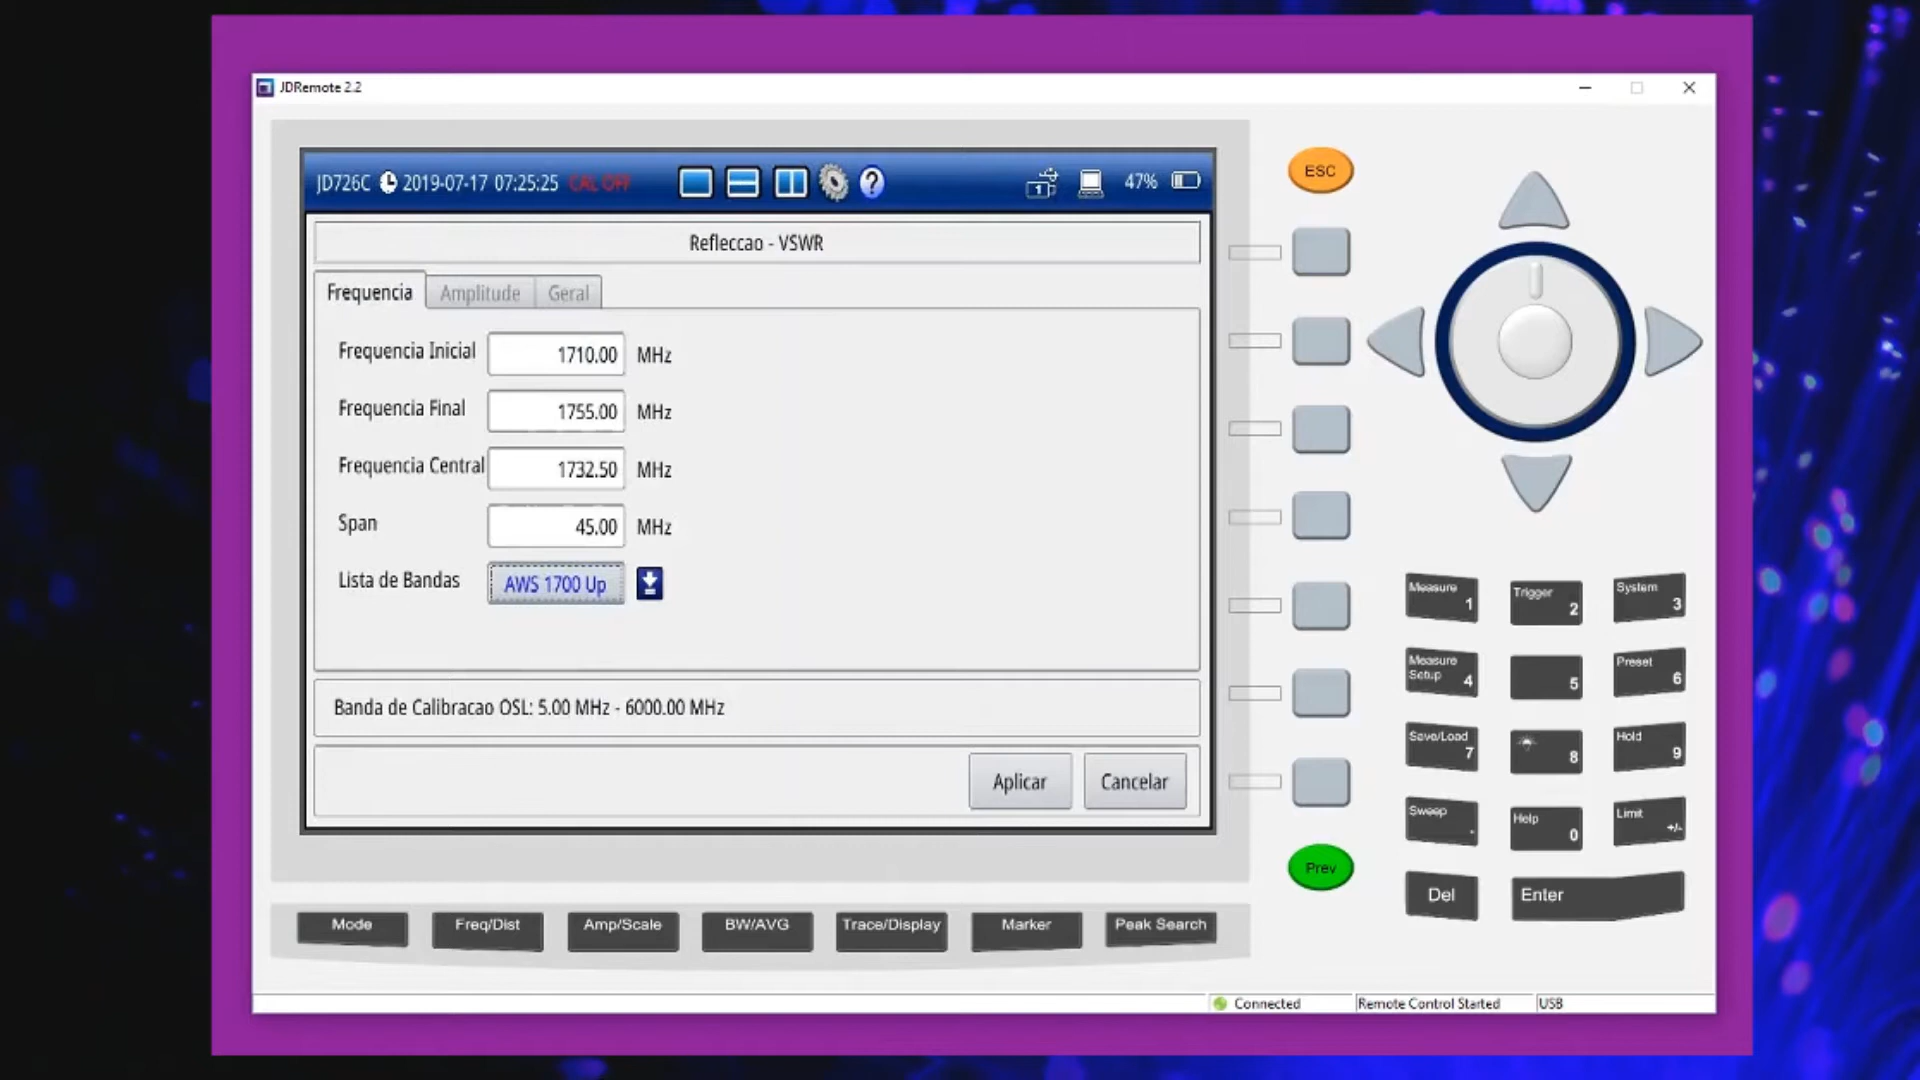 JDRemote 2.2
JD726C 2019-07-17 07:25:25 CAL OFF
1
47%
Refleccao - VSWR
Frequencia Amplitude Geral
Frequencia Inicial 1710.00 MHz
Frequencia Final 1755.00 MHz
Frequencia Central 1732.50 MHz
Span 45.00 MHz
Lista de Bandas AWS 1700 Up
Banda de Calibracao OSL: 5.00 MHz - 6000.00 MHz
Aplicar Cancelar
ESC
Prev
Measure 1
Trigger 2
System 3
Measure Setup 4
5
Preset 6
Save/Load 7
8
Hold 9
Sweep .
Help 0
Limit +/-
Del
Enter
Mode Freq/Dist Amp/Scale BW/AVG Trace/Display Marker Peak Search
Connected Remote Control Started USB